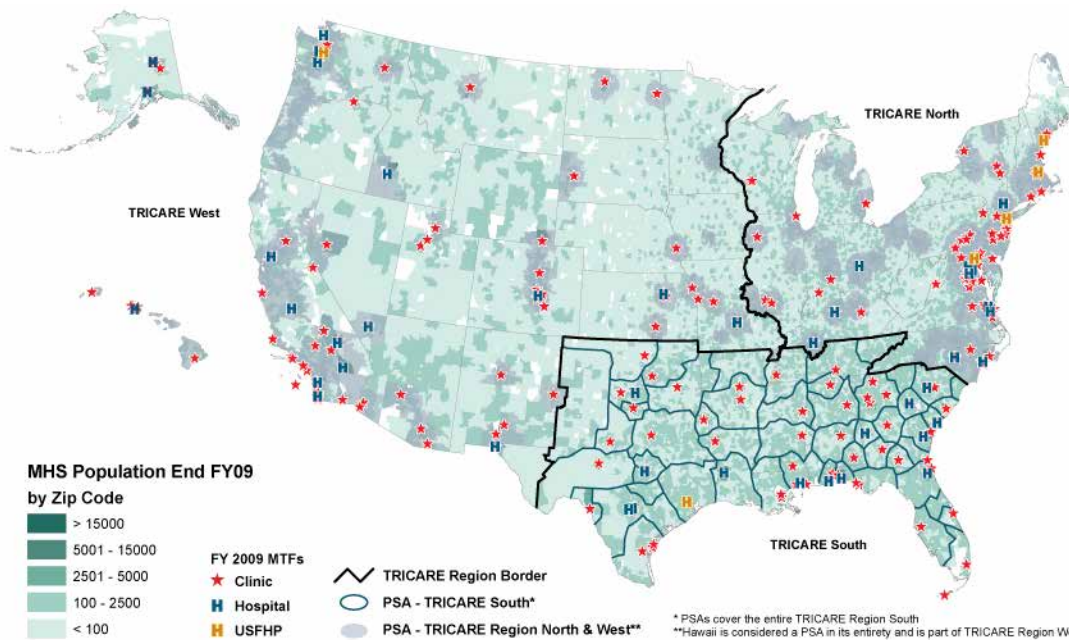 TRICARE North
TRICARE West
TRICARE South
MHS Population End FY09
by Zip Code
> 15000
5001 - 15000
2501 - 5000
100 - 2500
< 100
FY 2009 MTFs
Clinic
H Hospital
H USFHP
TRICARE Region Border
PSA - TRICARE South*
PSA - TRICARE Region North & West**
* PSAs cover the entire TRICARE Region South
**Hawaii is considered a PSA in its entirety and is part of TRICARE Region W